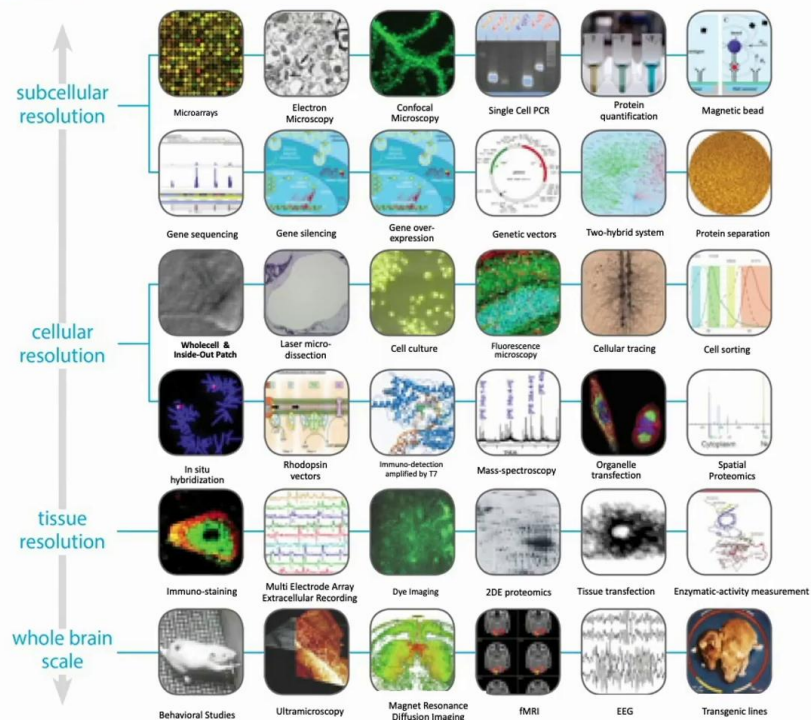 subcellular
resolution
Microarrays
Electron
Microscopy
Confocal
Microscopy
Single Cell PCR
Protein
quantification
Magnetic bead
Gene sequencing
Gene silencing
Gene over-
expression
Genetic vectors
Two-hybrid system
Protein separation
cellular
resolution
Wholecell &
Inside-Out Patch
Laser micro-
dissection
Cell culture
Fluorescence
microscopy
Cellular tracing
Cell sorting
In situ
hybridization
Rhodopsin
vectors
Immuno-detection
amplified by T7
Mass-spectroscopy
Organelle
transfection
Cytoplasm
Spatial
Proteomics
tissue
resolution
Immuno-staining
Multi Electrode Array
Extracellular Recording
Dye Imaging
2DE proteomics
Tissue transfection
Enzymatic-activity measurement
whole brain
scale
Behavioral Studies
Ultramicroscopy
Magnet Resonance
Diffusion Imaging
fMRI
EEG
Transgenic lines